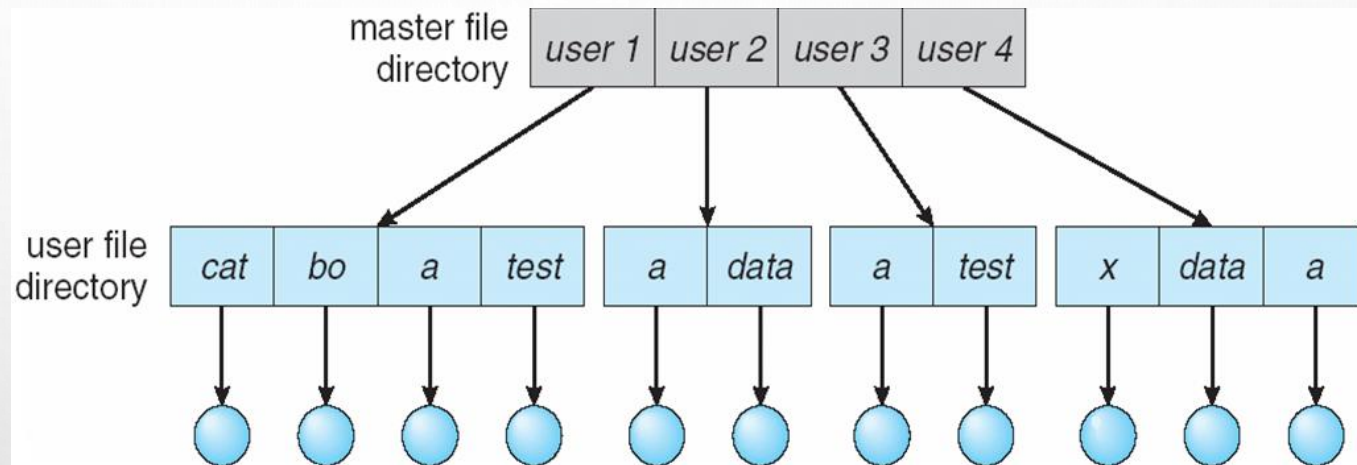 master file directory
user 1 user 2 user 3 user 4
user file directory
cat bo a test a data a test x data a